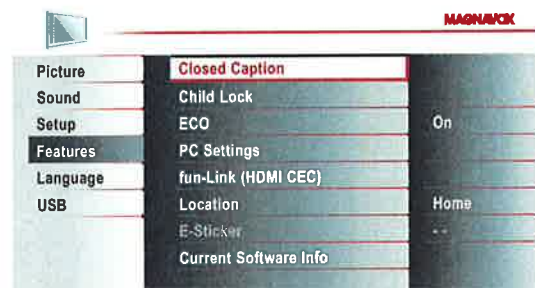 MAGNAVOX
Picture
Sound
Setup
Features
Language
USB
Closed Caption
Child Lock
ECO On
PC Settings
fun-Link (HDMI CEC)
Location Home
E-Sticker - -
Current Software Info